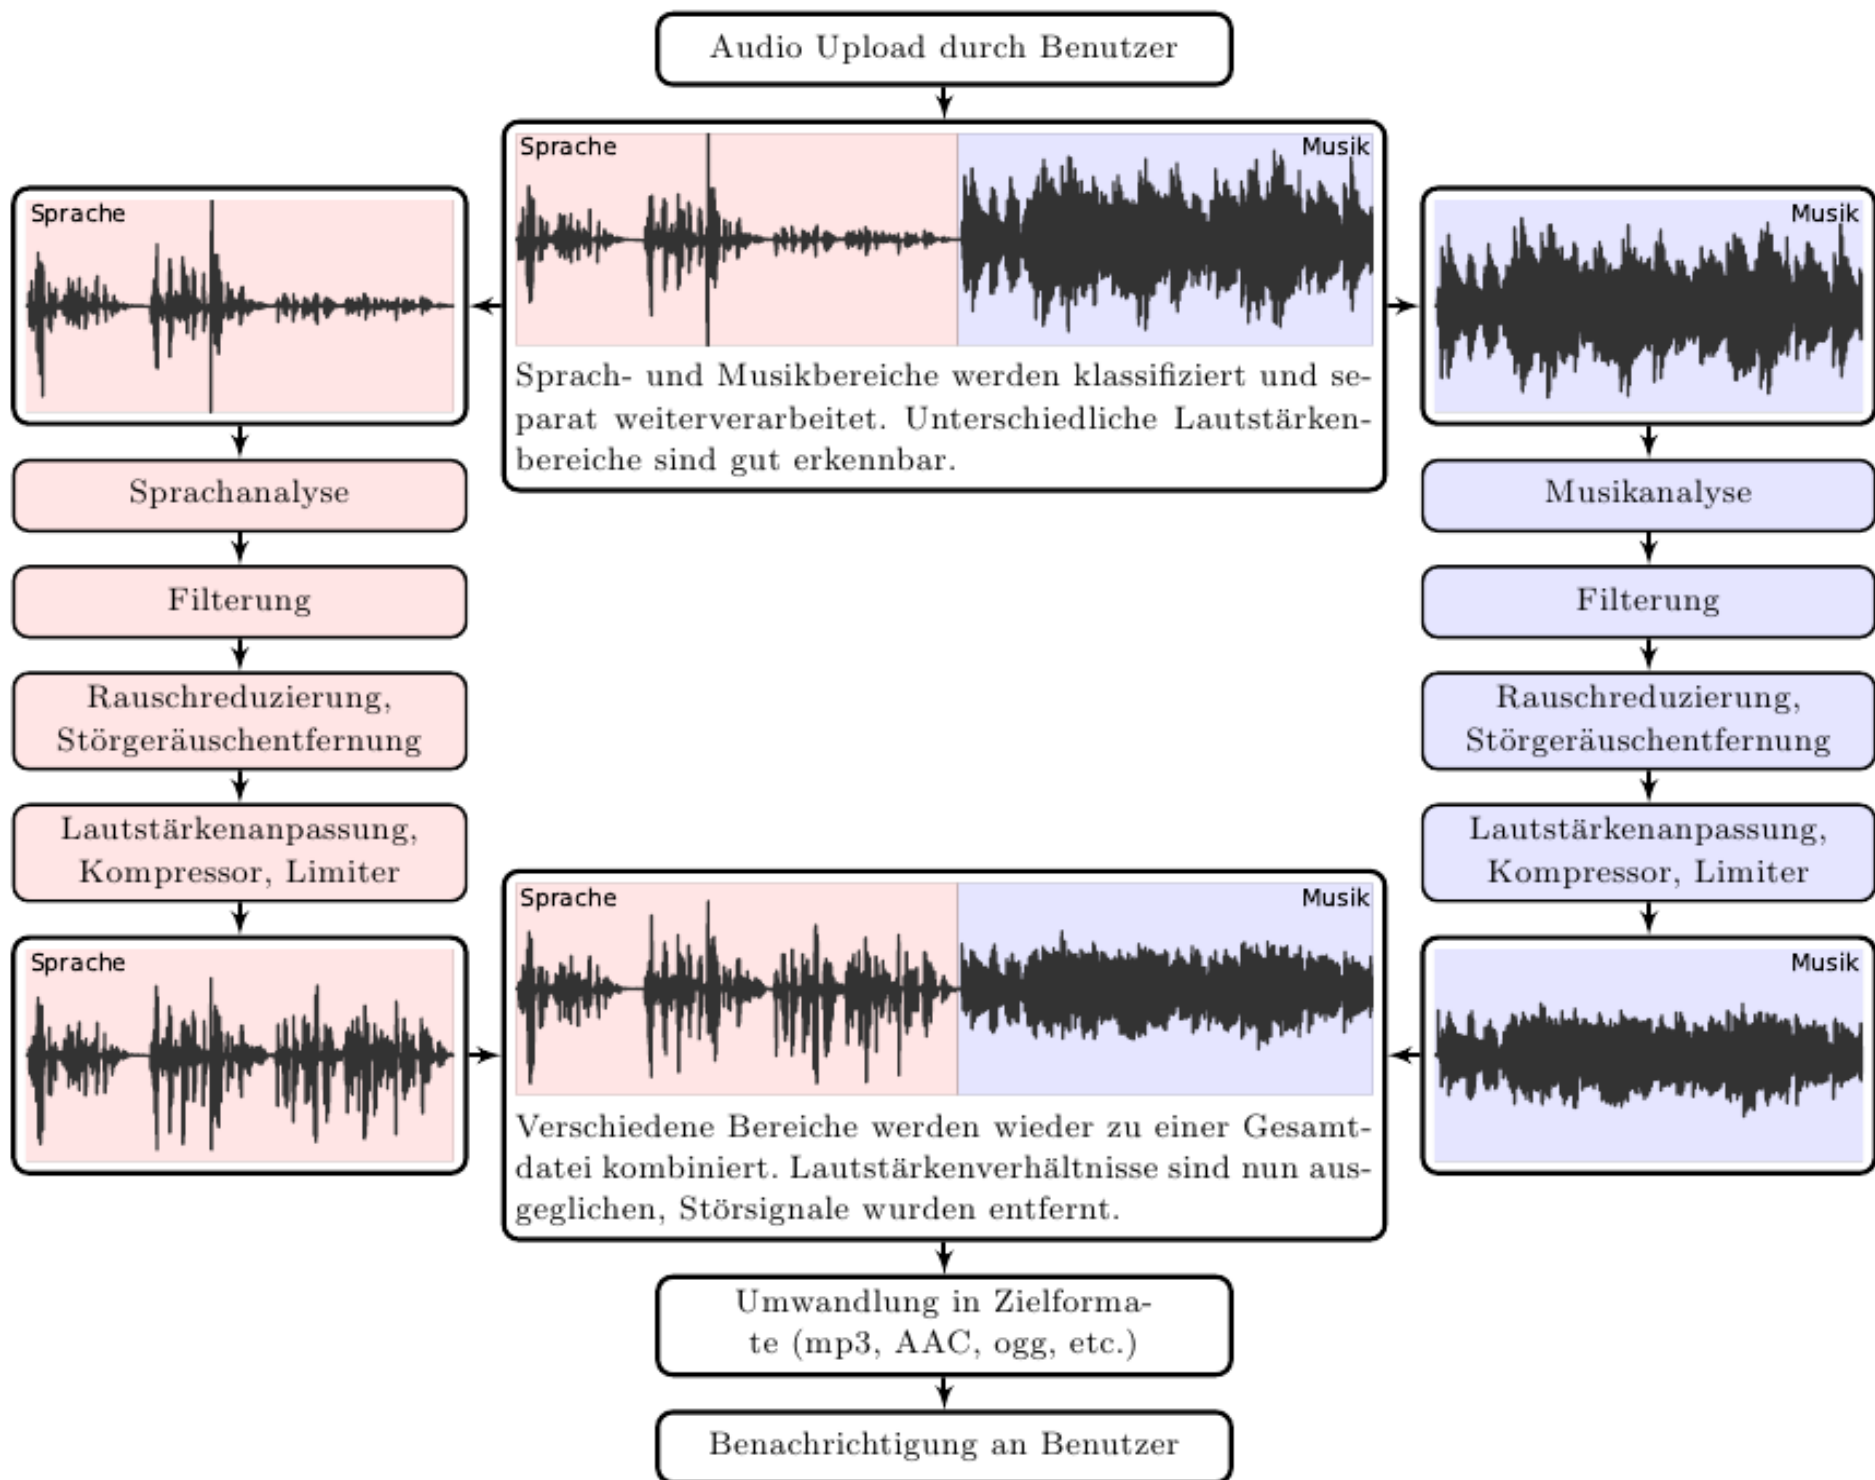 Audio Upload durch Benutzer
Sprache
Musik
Sprach- und Musikbereiche werden klassifiziert und se-
parat weiterverarbeitet. Unterschiedliche Lautstärken-
bereiche sind gut erkennbar.
Sprache
Sprachanalyse
Filterung
Rauschreduzierung,
Störgeräuschentfernung
Lautstärkenanpassung,
Kompressor, Limiter
Sprache
Musik
Musikanalyse
Filterung
Rauschreduzierung,
Störgeräuschentfernung
Lautstärkenanpassung,
Kompressor, Limiter
Musik
Sprache
Musik
Verschiedene Bereiche werden wieder zu einer Gesamt-
datei kombiniert. Lautstärkenverhältnisse sind nun aus-
geglichen, Störsignale wurden entfernt.
Umwandlung in Zielforma-
te (mp3, AAC, ogg, etc.)
Benachrichtigung an Benutzer